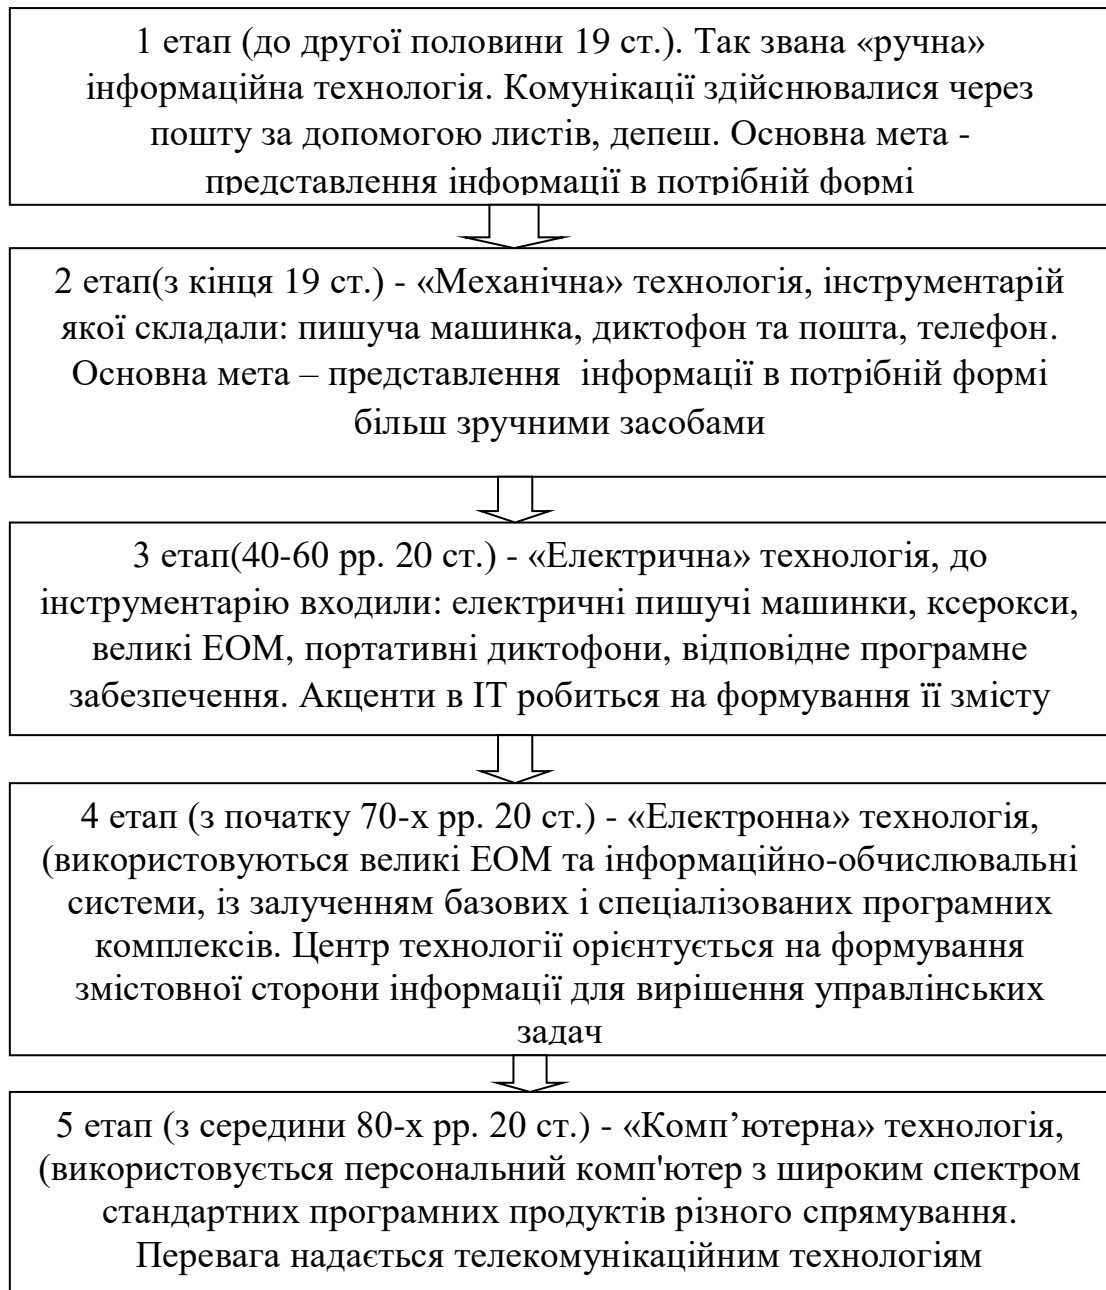 1 етап (до другої половини 19 ст.). Так звана «ручна»
інформаційна технологія. Комунікації здійснювалися через
пошту за допомогою листів, депеш. Основна мета -
представлення інформації в потрібній формі
2 етап(з кінця 19 ст.) - «Механічна» технологія, інструментарій
якої складали: пишуча машинка, диктофон та пошта, телефон.
Основна мета – представлення  інформації в потрібній формі
більш зручними засобами
3 етап(40-60 рр. 20 ст.) - «Електрична» технологія, до
інструментарію входили: електричні пишучі машинки, ксерокси,
великі ЕОМ, портативні диктофони, відповідне програмне
забезпечення. Акценти в ІТ робиться на формування її змісту
4 етап (з початку 70-х рр. 20 ст.) - «Електронна» технологія,
(використовуються великі ЕОМ та інформаційно-обчислювальні
системи, із залученням базових і спеціалізованих програмних
комплексів. Центр технології орієнтується на формування
змістовної сторони інформації для вирішення управлінських
задач
5 етап (з середини 80-х рр. 20 ст.) - «Комп’ютерна» технологія,
(використовується персональний комп'ютер з широким спектром
стандартних програмних продуктів різного спрямування.
Перевага надається телекомунікаційним технологіям